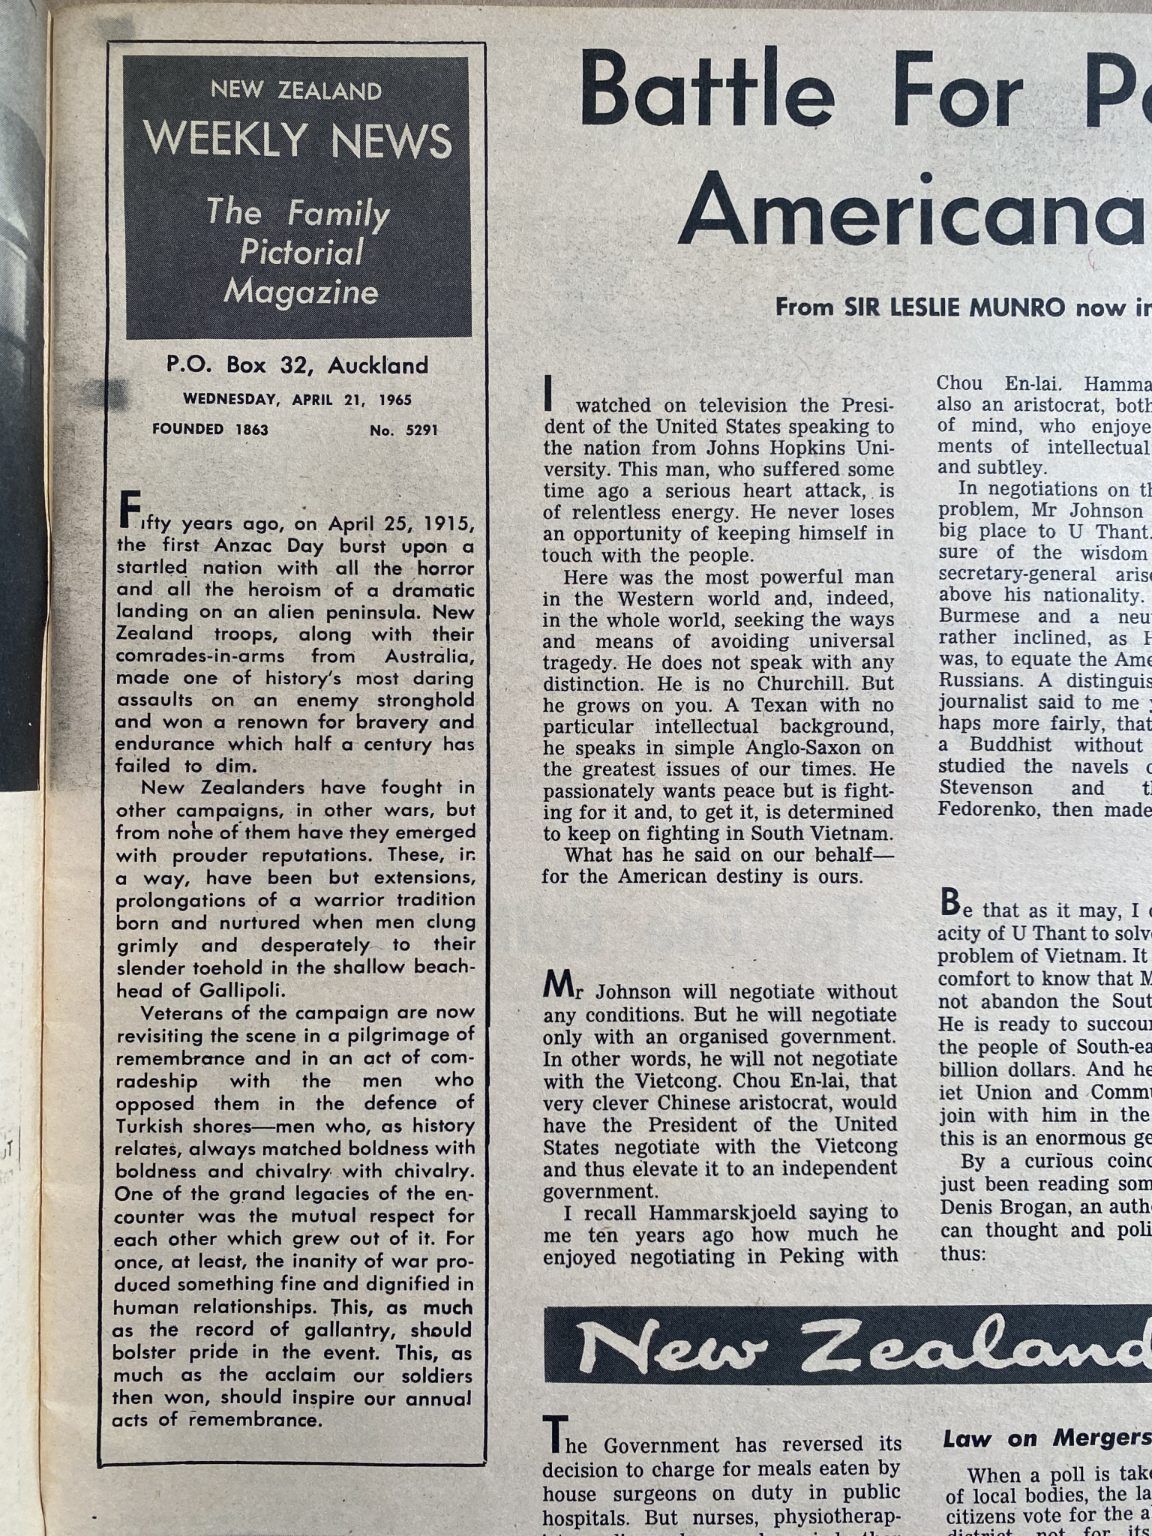 NEW ZEALAND
WEEKLY NEWS
The Family
Pictorial
Magazine
P.O. Box 32, Auckland
WEDNESDAY, APRIL 21, 1965
FOUNDED 1863 No. 5291
Fifty years ago, on April 25, 1915,
the first Anzac Day burst upon a
startled nation with all the horror
and all the heroism of a dramatic
landing on an alien peninsula. New
Zealand troops, along with their
comrades-in-arms from Australia,
made one of history's most daring
assaults on an enemy stronghold
and won a renown for bravery and
endurance which half a century has
failed to dim.
New Zealanders have fought in
other campaigns, in other wars, but
from none of them have they emerged
with prouder reputations. These, in
a way, have been but extensions,
prolongations of a warrior tradition
born and nurtured when men clung
grimly and desperately to their
slender toehold in the shallow beach-
head of Gallipoli.
Veterans of the campaign are now
revisiting the scene in a pilgrimage of
remembrance and in an act of com-
radeship with the men who
opposed them in the defence of
Turkish shores—men who, as history
relates, always matched boldness with
boldness and chivalry with chivalry.
One of the grand legacies of the en-
counter was the mutual respect for
each other which grew out of it. For
once, at least, the inanity of war pro-
duced something fine and dignified in
human relationships. This, as much
as the record of gallantry, should
bolster pride in the event. This, as
much as the acclaim our soldiers
then won, should inspire our annual
acts of remembrance.
Battle For
Americana
From SIR LESLIE MUNRO now
I watched on television the Presi-
dent of the United States speaking to
the nation from Johns Hopkins Uni-
versity. This man, who suffered some
time ago a serious heart attack, is
of relentless energy. He never loses
an opportunity of keeping himself in
touch with the people.
Here was the most powerful man
in the Western world and, indeed,
in the whole world, seeking the ways
and means of avoiding universal
tragedy. He does not speak with any
distinction. He is no Churchill. But
he grows on you. A Texan with no
particular intellectual background,
he speaks in simple Anglo-Saxon on
the greatest issues of our times. He
passionately wants peace but is fight-
ing for it and, to get it, is determined
to keep on fighting in South Vietnam.
What has he said on our behalf—
for the American destiny is ours.
Mr Johnson will negotiate without
any conditions. But he will negotiate
only with an organised government.
In other words, he will not negotiate
with the Vietcong. Chou En-lai, that
very clever Chinese aristocrat, would
have the President of the United
States negotiate with the Vietcong
and thus elevate it to an independent
government.
I recall Hammarskjoeld saying to
me ten years ago how much he
enjoyed negotiating in Peking with
Chou En-lai.
also an aristocrat, both
of mind, who
ments of intellectual
and subtley.
In negotiations on
problem, Mr Johnson
big place to U Thant.
sure of the wisdom
secretary-general
above his nationality.
Burmese and a
rather inclined, as
was, to equate the
Russians. A
journalist said to me
haps more fairly, that
a Buddhist without
studied the navels
Stevenson and
Fedorenko, then made
Be that as it may, I
acity of U Thant to
problem of Vietnam. It
comfort to know that
not abandon the
He is ready to
the people of
billion dollars. And
iet Union and
join with him in the
this is an enormous
By a curious
just been reading
Denis Brogan, an
can thought and
thus:
New Zealand
The Government has reversed its
decision to charge for meals eaten by
house surgeons on duty in public
hospitals. But nurses, physiotherap-
Law on Mergers
When a poll is
of local bodies, the
citizens vote for the